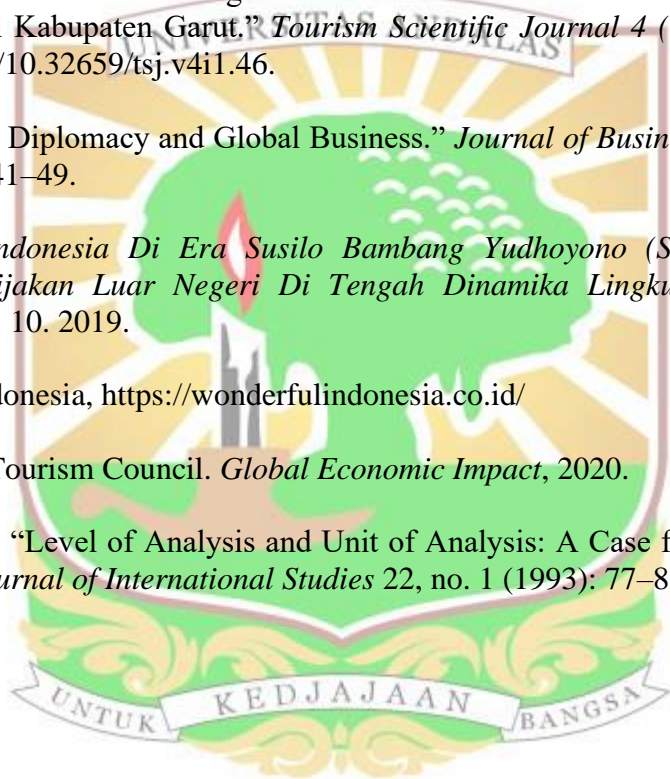 Kabupaten Garut.” Tourism Scientific Journal 4 (
/10.32659/tsj.v4i1.46.
UNIVERSITAS ANDALAS
Diplomacy and Global Business.” Journal of Busin
41–49.
ndonesia Di Era Susilo Bambang Yudhoyono (S
ijakan Luar Negeri Di Tengah Dinamika Lingku
10. 2019.
donesia, https://wonderfulindonesia.co.id/
Tourism Council. Global Economic Impact, 2020.
“Level of Analysis and Unit of Analysis: A Case f
urnal of International Studies 22, no. 1 (1993): 77–8
UNTUK KEDJAJAAN BANGSA